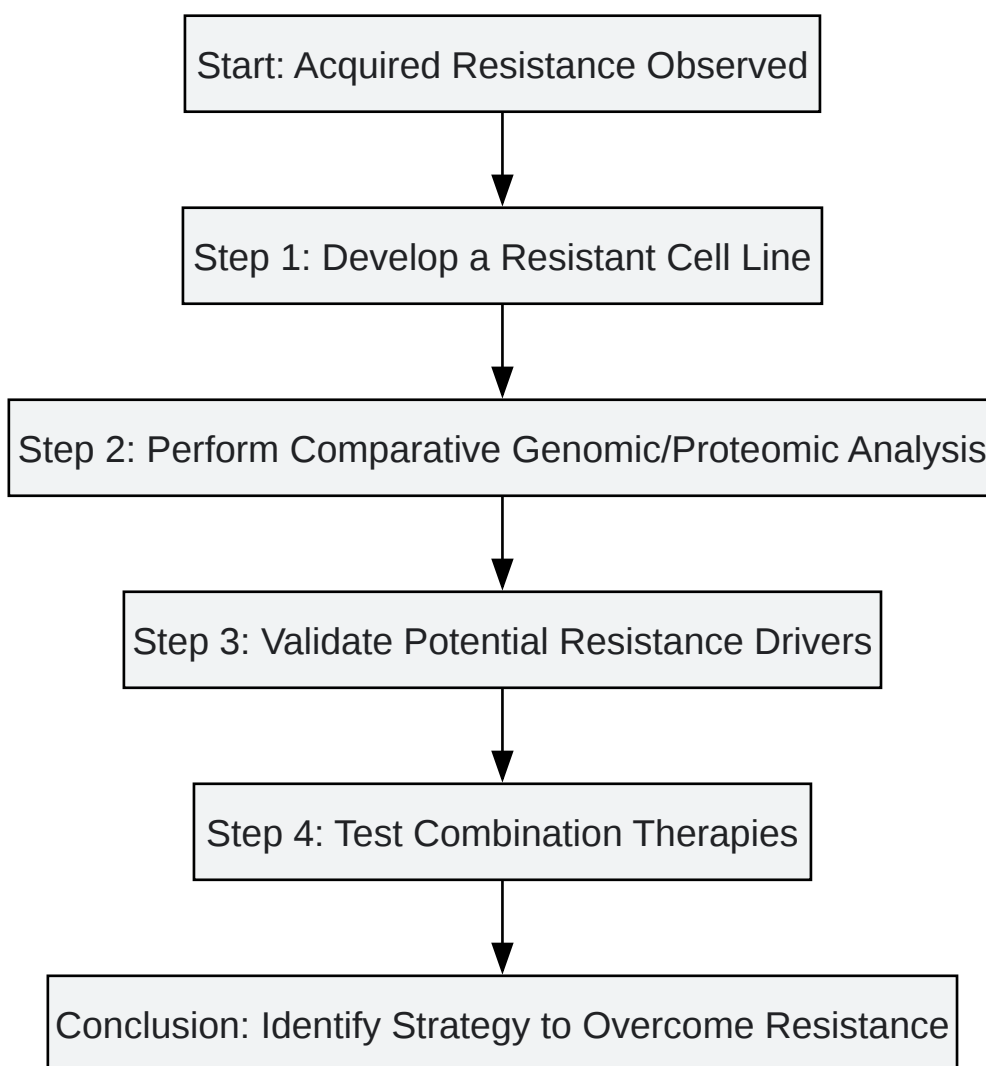 Start: Acquired Resistance Observed
Step 1: Develop a Resistant Cell Line
Step 2: Perform Comparative Genomic/Proteomic Analysis
Step 3: Validate Potential Resistance Drivers
Step 4: Test Combination Therapies
Conclusion: Identify Strategy to Overcome Resistance